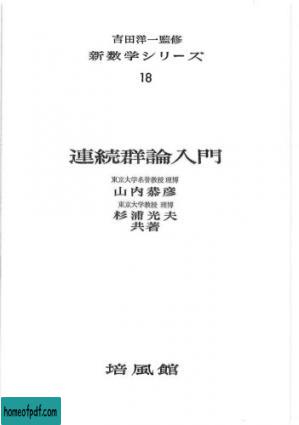 吉田洋一監修
新数学シリーズ
18
連続群論入門
東京大学名誉教授 理博
山内恭彦
東京大学教授 理博
杉浦光夫
共著
培風館
homeofpdf.com